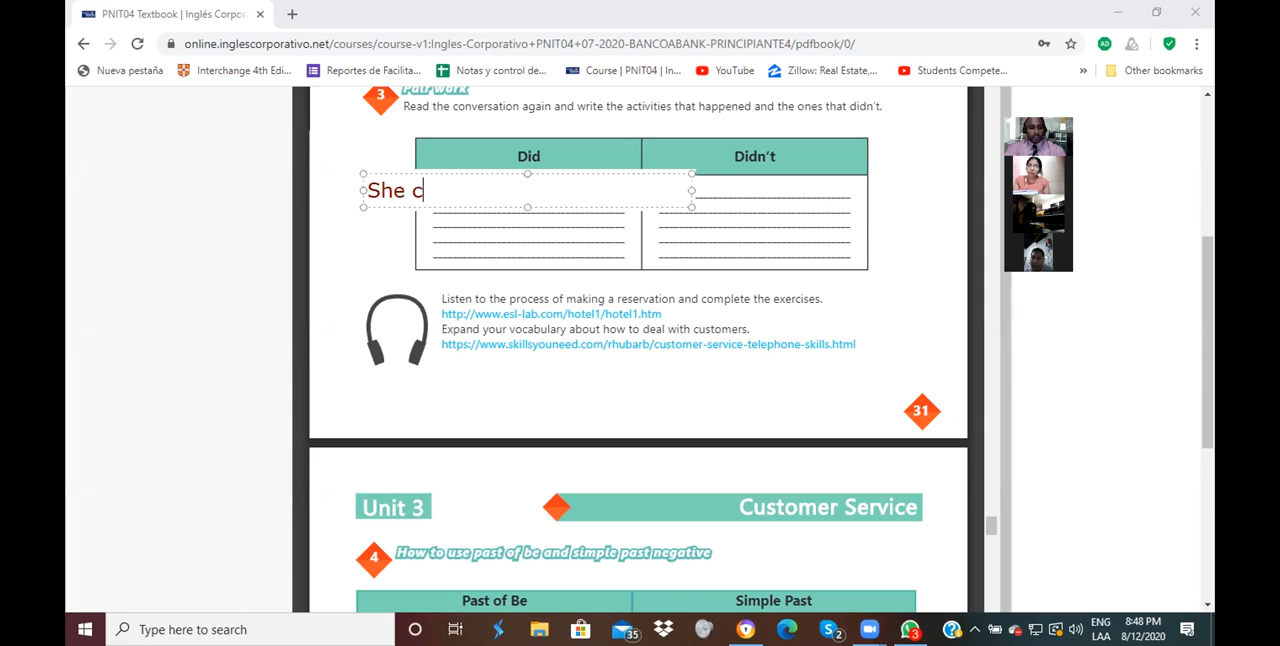 PNIT04 Textbook | Inglés Corpor
online.inglescorporativo.net/courses/course-v1:Ingles-Corporativo+PNIT04+07-2020-BANCOABANK-PRINCIPIANTE4/pdfbook/0/
Nueva pestaña
Interchange 4th Edi...
Reportes de Facilita...
Notas y control de...
Course | PNIT04 | In...
YouTube
Zillow: Real Estate,...
Students Compete...
»
Other bookmarks
3 Pair Work
Read the conversation again and write the activities that happened and the ones that didn't.
Did
Didn't
She c
Listen to the process of making a reservation and complete the exercises.
http://www.esl-lab.com/hotel1/hotel1.htm
Expand your vocabulary about how to deal with customers.
https://www.skillsyouneed.com/rhubarb/customer-service-telephone-skills.html
31
Unit 3
Customer Service
4 How to use past of be and simple past negative
Past of Be
Simple Past
Type here to search
35
2
3
ENG
LAA
8:48 PM
8/12/2020